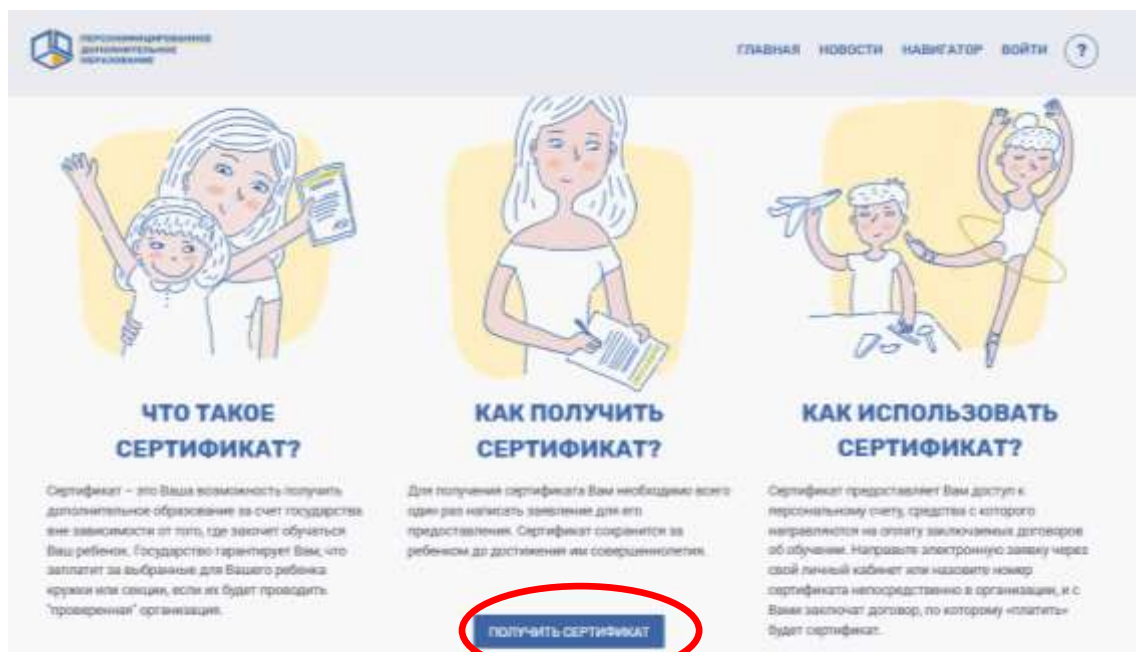 ПЕРСОНИФИЦИРОВАННОЕ
ДОПОЛНИТЕЛЬНОЕ
ОБРАЗОВАНИЕ
ГЛАВНАЯ НОВОСТИ НАВИГАТОР ВОЙТИ ?
ЧТО ТАКОЕ
СЕРТИФИКАТ?
Сертификат – это Ваша возможность получить
дополнительное образование за счет государства
вне зависимости от того, где захочет обучаться
Ваш ребенок. Государство гарантирует Вам, что
заплатит за выбранные для Вашего ребенка
кружки или секции, если их будет проводить
"проверенная" организация.
КАК ПОЛУЧИТЬ
СЕРТИФИКАТ?
Для получения сертификата Вам необходимо всего
один раз написать заявление для его
предоставления. Сертификат сохранится за
ребенком до достижения им совершеннолетия.
ПОЛУЧИТЬ СЕРТИФИКАТ
КАК ИСПОЛЬЗОВАТЬ
СЕРТИФИКАТ?
Сертификат предоставляет Вам доступ к
персональному счету, средства с которого
направляются на оплату заключаемых договоров
об обучении. Направьте электронную заявку через
свой личный кабинет или назовите номер
сертификата непосредственно в организации, и с
Вами заключат договор, по которому «платить»
будет сертификат.